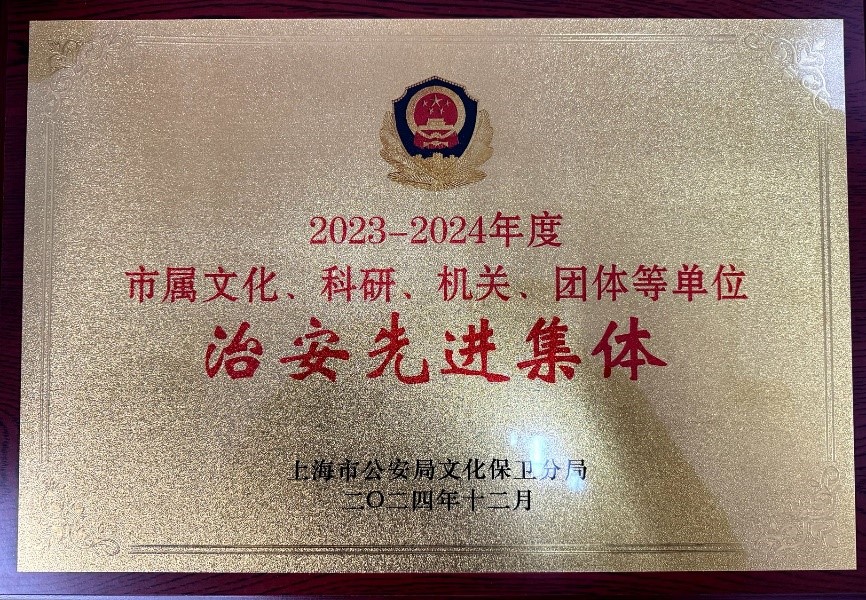 2023-2024年度
市属文化、科研、机关、团体等单位
治安先进集体
上海市公安局文化保卫分局
二〇二四年十二月